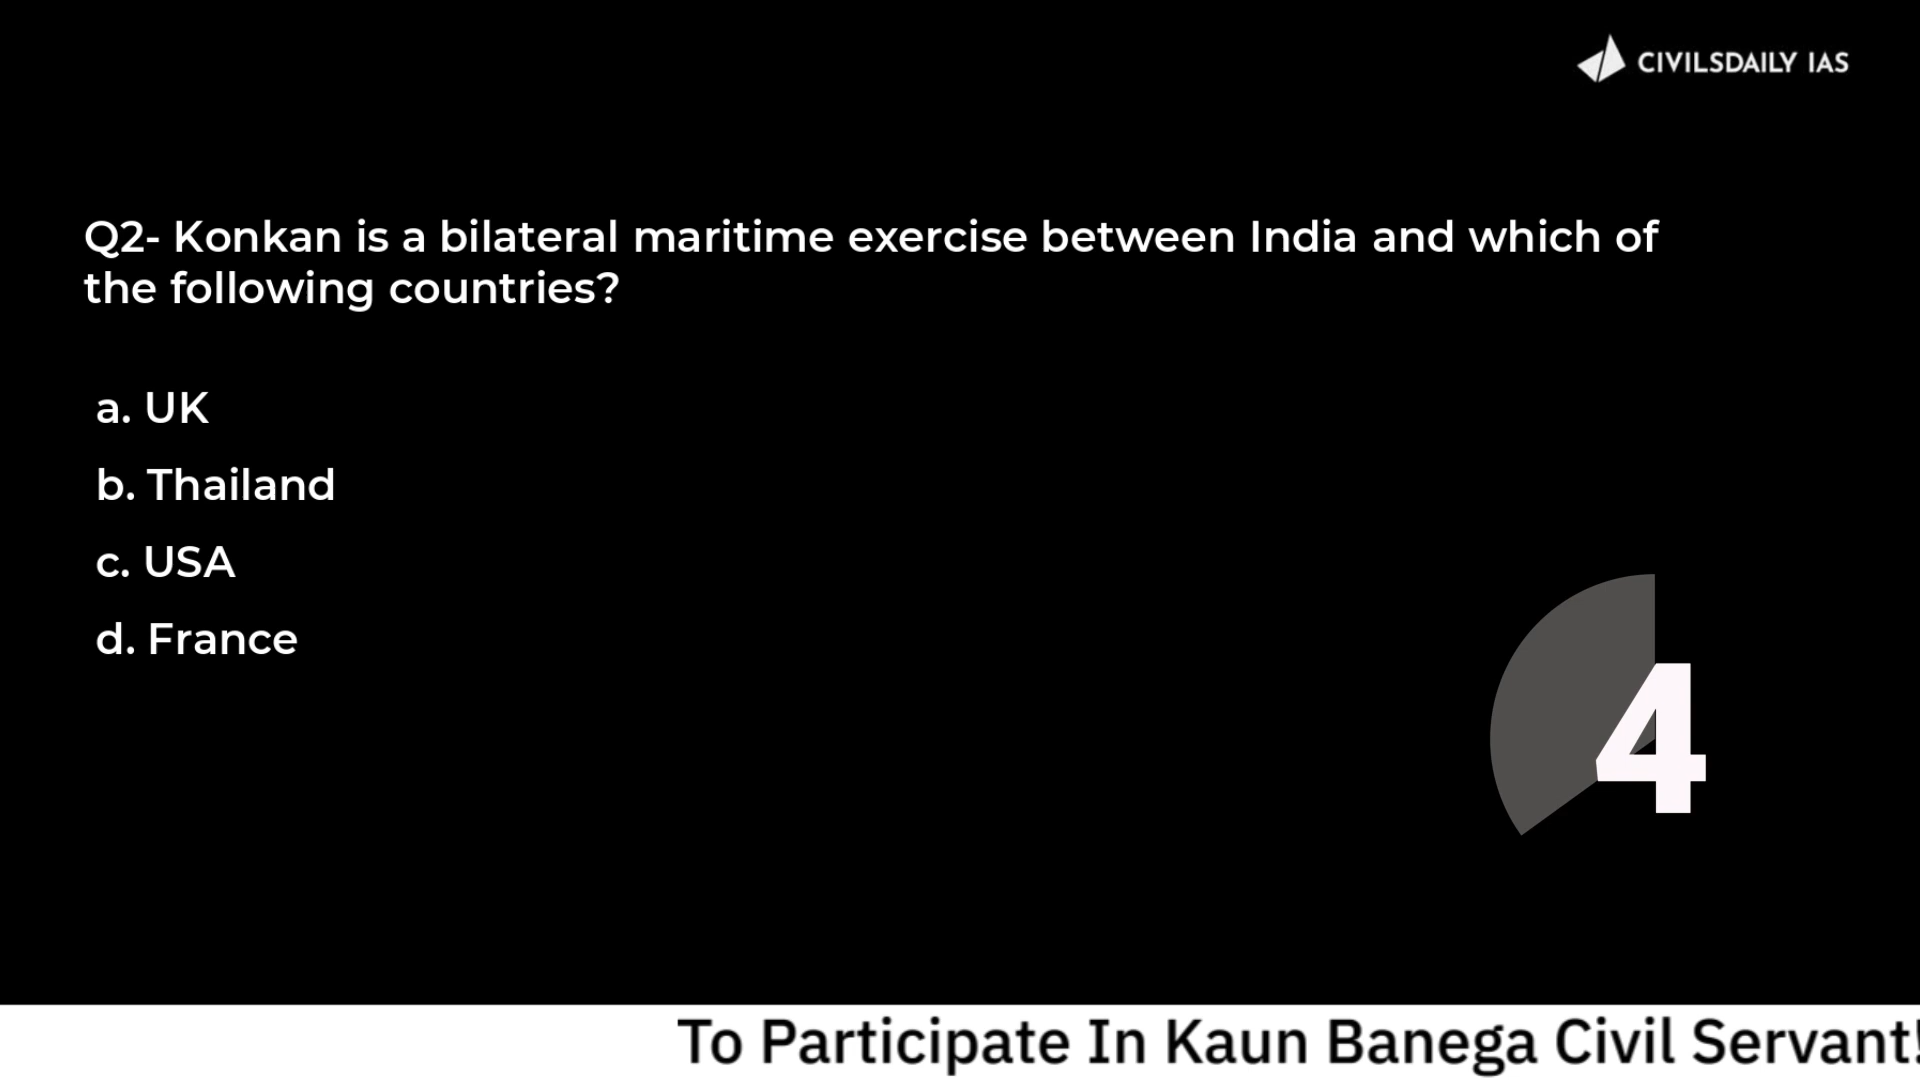 CIVILSDAILY IAS
Q2- Konkan is a bilateral maritime exercise between India and which of
the following countries?
a. UK
b. Thailand
c. USA
d. France
4
To Participate In Kaun Banega Civil Servant!